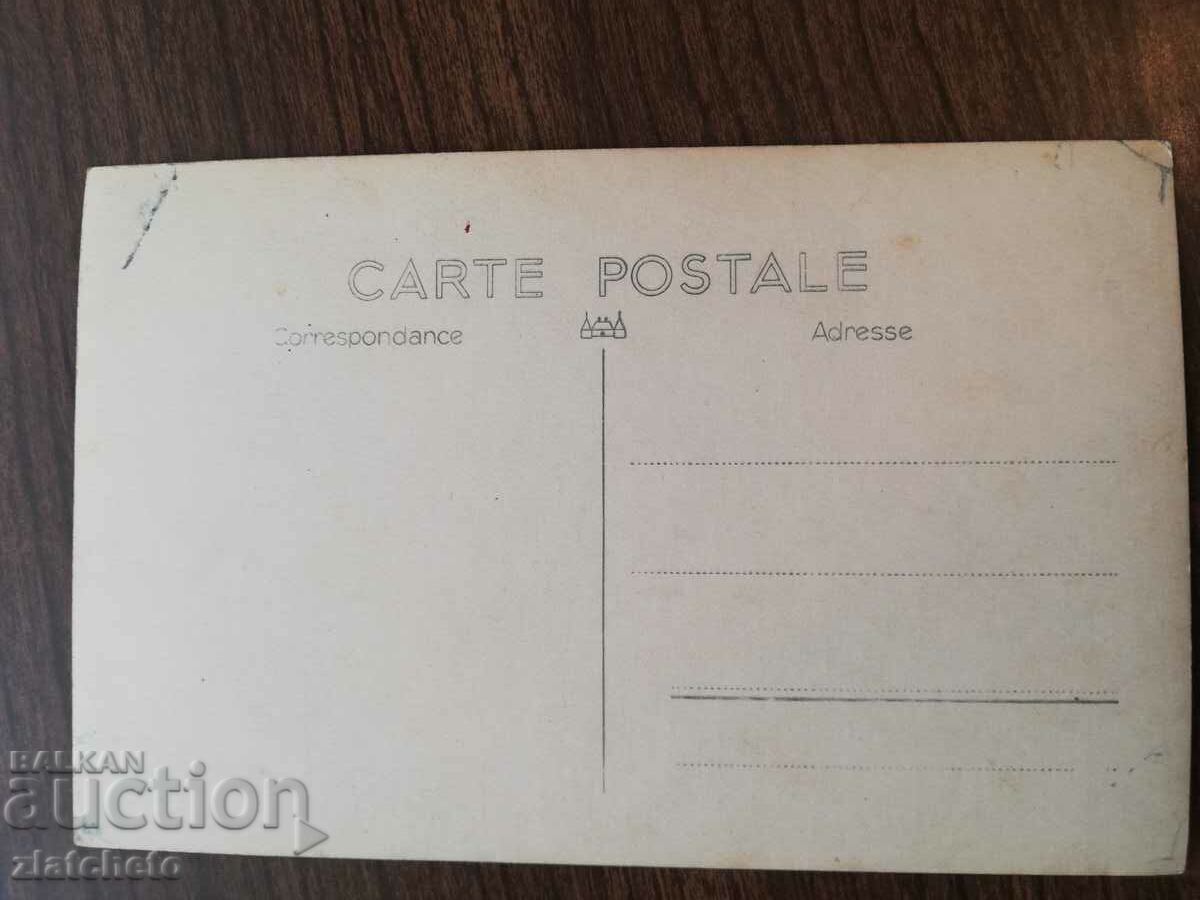 CARTE POSTALE
Correspondance
Adresse
BALKAN
auction
zlatcheto